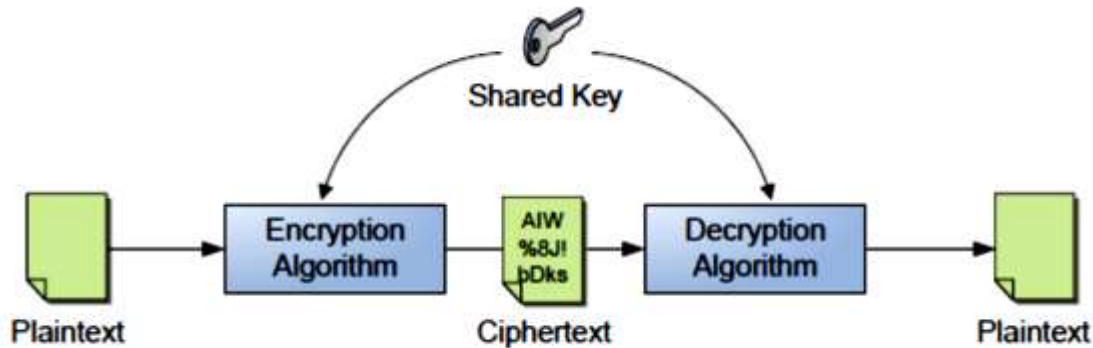 Shared Key
Encryption
Algorithm
AIW
%8J!
bDks
Decryption
Algorithm
Plaintext
Ciphertext
Plaintext